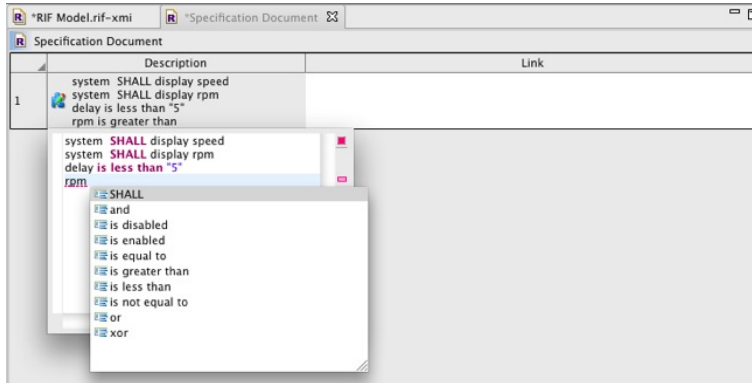 *RIF Model.rif-xmi
*Specification Document
Specification Document
Description Link
1
system SHALL display speed
system SHALL display rpm
delay is less than "5"
rpm is greater than
system SHALL display speed
system SHALL display rpm
delay is less than "5"
rpm
SHALL
and
is disabled
is enabled
is equal to
is greater than
is less than
is not equal to
or
xor